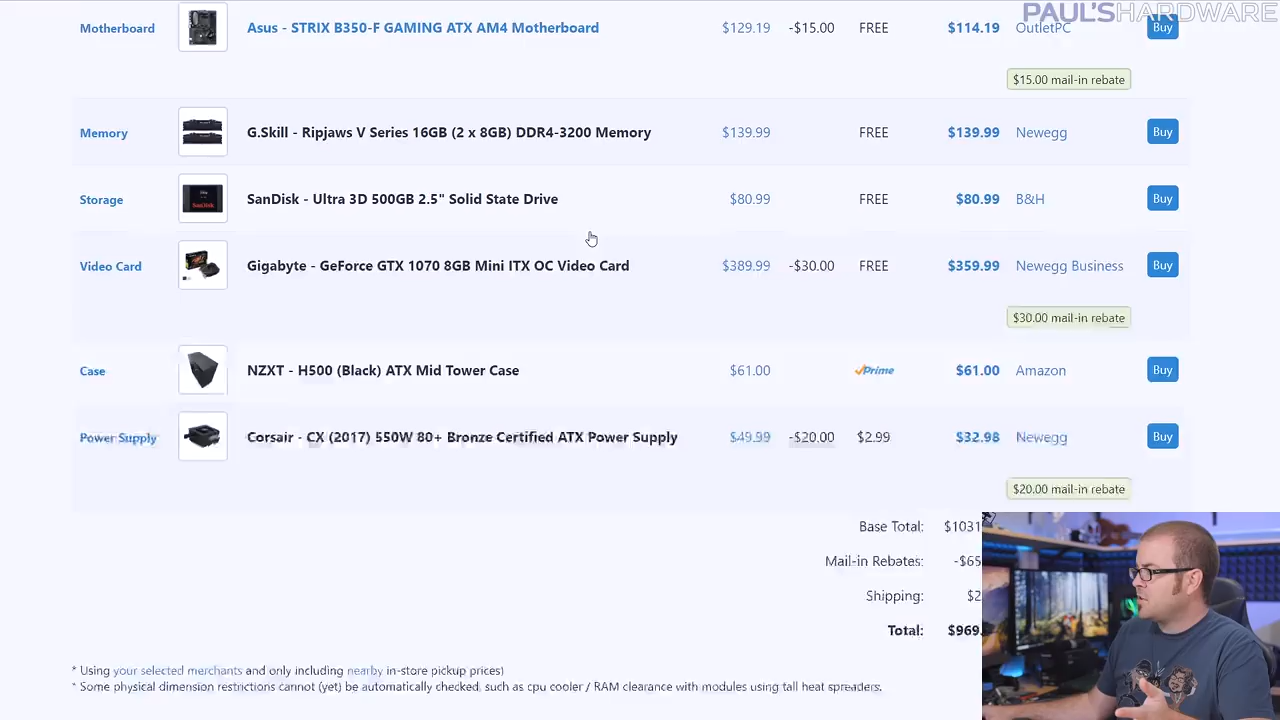 PAUL'SHARDWARE
Motherboard Asus - STRIX B350-F GAMING ATX AM4 Motherboard $129.19 -$15.00 FREE $114.19 OutletPC Buy
$15.00 mail-in rebate
Memory G.Skill - Ripjaws V Series 16GB (2 x 8GB) DDR4-3200 Memory $139.99 FREE $139.99 Newegg Buy
Storage SanDisk - Ultra 3D 500GB 2.5" Solid State Drive $80.99 FREE $80.99 B&H Buy
Video Card Gigabyte - GeForce GTX 1070 8GB Mini ITX OC Video Card $389.99 -$30.00 FREE $359.99 Newegg Business Buy
$30.00 mail-in rebate
Case NZXT - H500 (Black) ATX Mid Tower Case $61.00 Prime $61.00 Amazon Buy
Power Supply Corsair - CX (2017) 550W 80+ Bronze Certified ATX Power Supply $49.99 -$20.00 $2.99 $32.98 Newegg Buy
$20.00 mail-in rebate
Base Total: $1031
Mail-in Rebates: -$65
Shipping: $2
Total: $969.
* Using your selected merchants and only including nearby in-store pickup prices)
* Some physical dimension restrictions cannot (yet) be automatically checked, such as cpu cooler / RAM clearance with modules using tall heat spreaders.